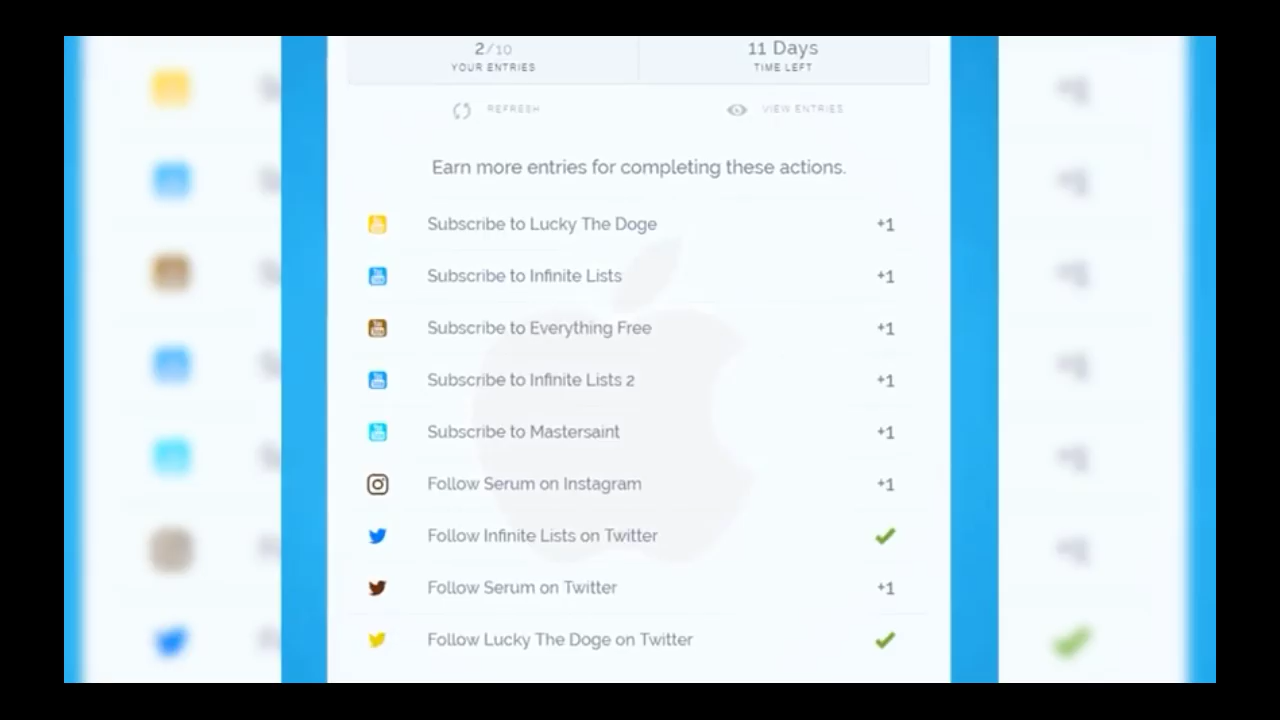 2/10 11 Days
YOUR ENTRIES TIME LEFT
REFRESH VIEW ENTRIES
Earn more entries for completing these actions.
Subscribe to Lucky The Doge +1
Subscribe to Infinite Lists +1
Subscribe to Everything Free +1
Subscribe to Infinite Lists 2 +1
Subscribe to Mastersaint +1
Follow Serum on Instagram +1
Follow Infinite Lists on Twitter
Follow Serum on Twitter +1
Follow Lucky The Doge on Twitter